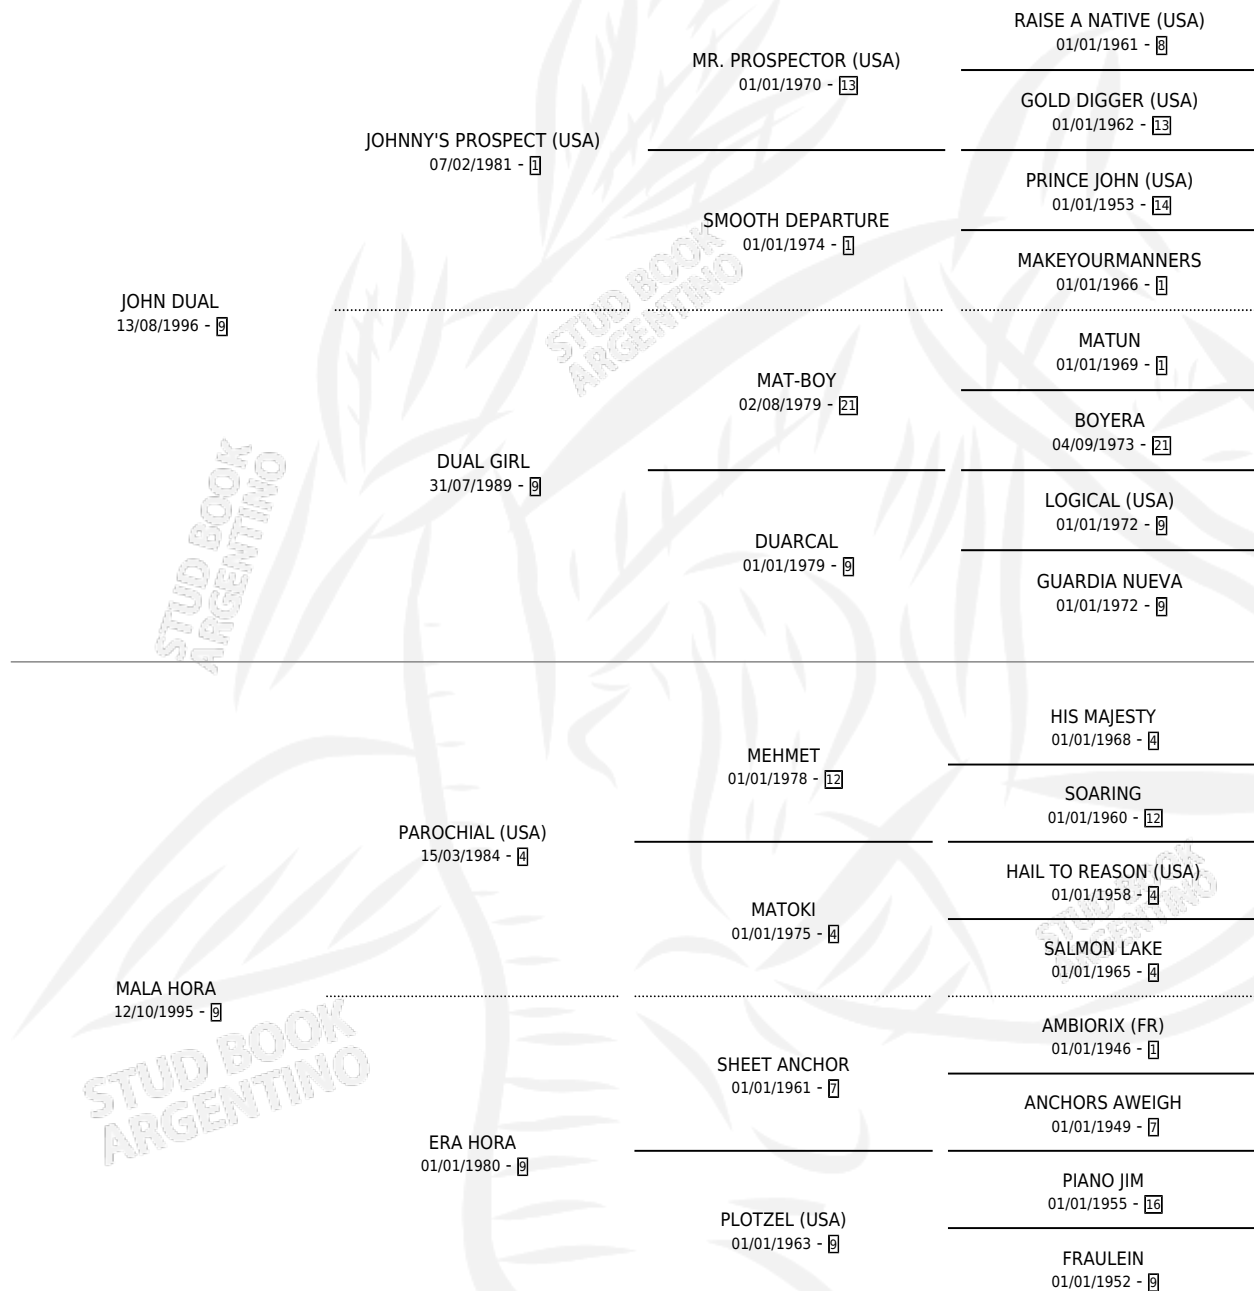 RAISE A NATIVE (USA)
01/01/1961 - 8
MR. PROSPECTOR (USA)
01/01/1970 - 13
GOLD DIGGER (USA)
01/01/1962 - 13
JOHNNY'S PROSPECT (USA)
07/02/1981 - 1
PRINCE JOHN (USA)
01/01/1953 - 14
SMOOTH DEPARTURE
01/01/1974 - 1
MAKEYOURMANNERS
01/01/1966 - 1
JOHN DUAL
13/08/1996 - 9
STUD BOOK
ARGENTINO
MATUN
01/01/1969 - 1
MAT-BOY
02/08/1979 - 21
BOYERA
04/09/1973 - 21
DUAL GIRL
31/07/1989 - 9
LOGICAL (USA)
01/01/1972 - 9
DUARCAL
01/01/1979 - 9
GUARDIA NUEVA
01/01/1972 - 9
STUD BOOK
ARGENTINO
HIS MAJESTY
01/01/1968 - 4
MEHMET
01/01/1978 - 12
SOARING
01/01/1960 - 12
PAROCHIAL (USA)
15/03/1984 - 4
HAIL TO REASON (USA)
01/01/1958 - 4
MATOKI
01/01/1975 - 4
SALMON LAKE
01/01/1965 - 4
STUD BOOK
ARGENTINO
MALA HORA
12/10/1995 - 9
AMBIORIX (FR)
01/01/1946 - 1
SHEET ANCHOR
01/01/1961 - 7
ANCHORS AWEIGH
01/01/1949 - 7
STUD BOOK
ARGENTINO
ERA HORA
01/01/1980 - 9
PIANO JIM
01/01/1955 - 16
PLOTZEL (USA)
01/01/1963 - 9
FRAULEIN
01/01/1952 - 9